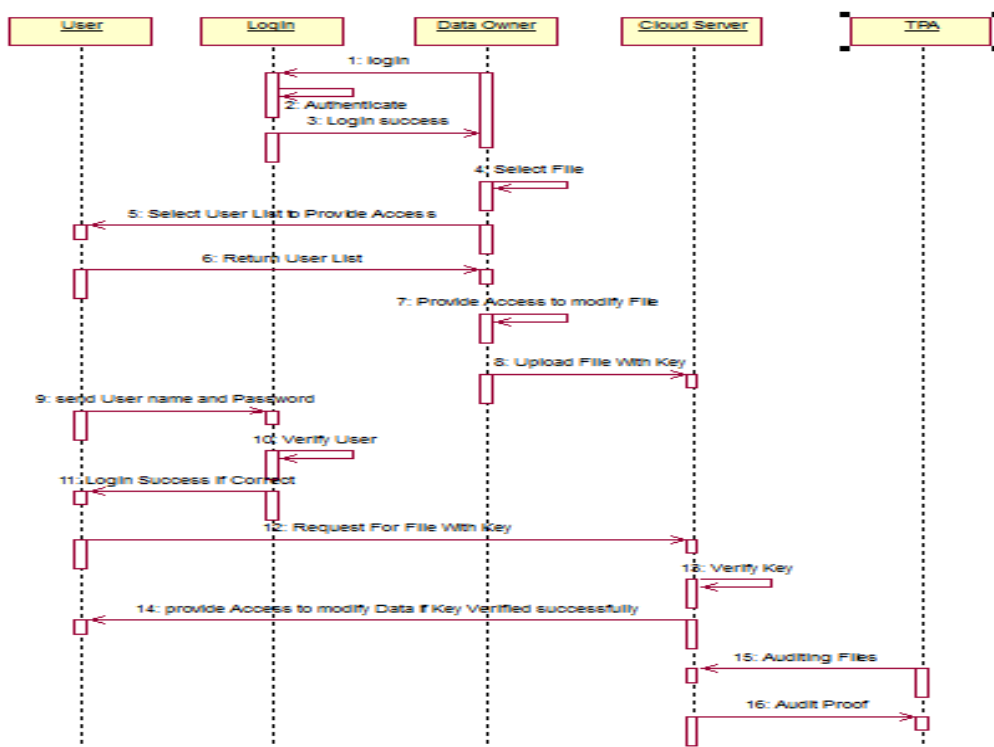 User
Login
Data Owner
Cloud Server
TPA
1: login
2: Authenticate
3: Login success
4: Select File
5: Select User List to Provide Access
6: Return User List
7: Provide Access to modify File
8: Upload File With Key
9: send User name and Password
10: Verify User
11: Login Success If Correct
12: Request For File With Key
13: Verify Key
14: provide Access to modify Data if Key Verified successfully
15: Auditing Files
16: Audit Proof